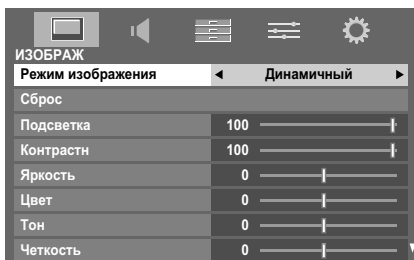 ИЗОБРАЖ
Режим изображения Динамичный
Сброс
Подсветка 100
Контрастн 100
Яркость 0
Цвет 0
Тон 0
Четкость 0